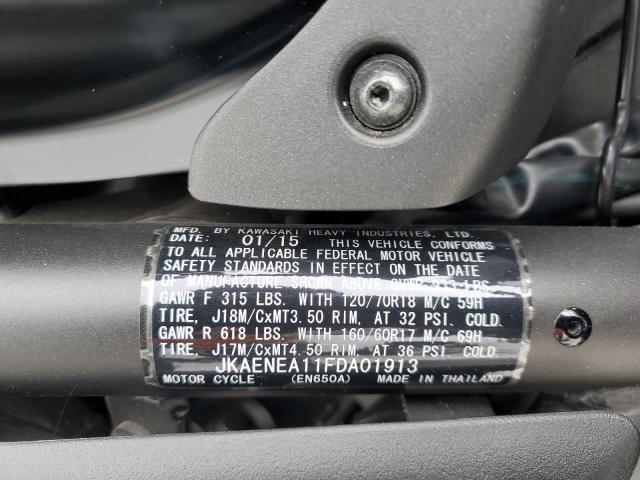 MFD. BY KAWASAKI HEAVY INDUSTRIES, LTD.
DATE: 01/15 THIS VEHICLE CONFORMS
TO ALL APPLICABLE FEDERAL MOTOR VEHICLE
SAFETY STANDARDS IN EFFECT ON THE DATE
OF MANUFACTURE SHOWN ABOVE GVWR 933 LBS
GAWR F 315 LBS. WITH 120/70R18 M/C 59H
TIRE, J18M/CxMT3.50 RIM, AT 32 PSI. COLD
GAWR R 618 LBS. WITH 160/60R17 M/C 69H
TIRE, J17M/CxMT4.50 RIM, AT 36 PSI. COLD
JKAENEA11FDA01913
MOTOR CYCLE (EN650A) MADE IN THAILAND